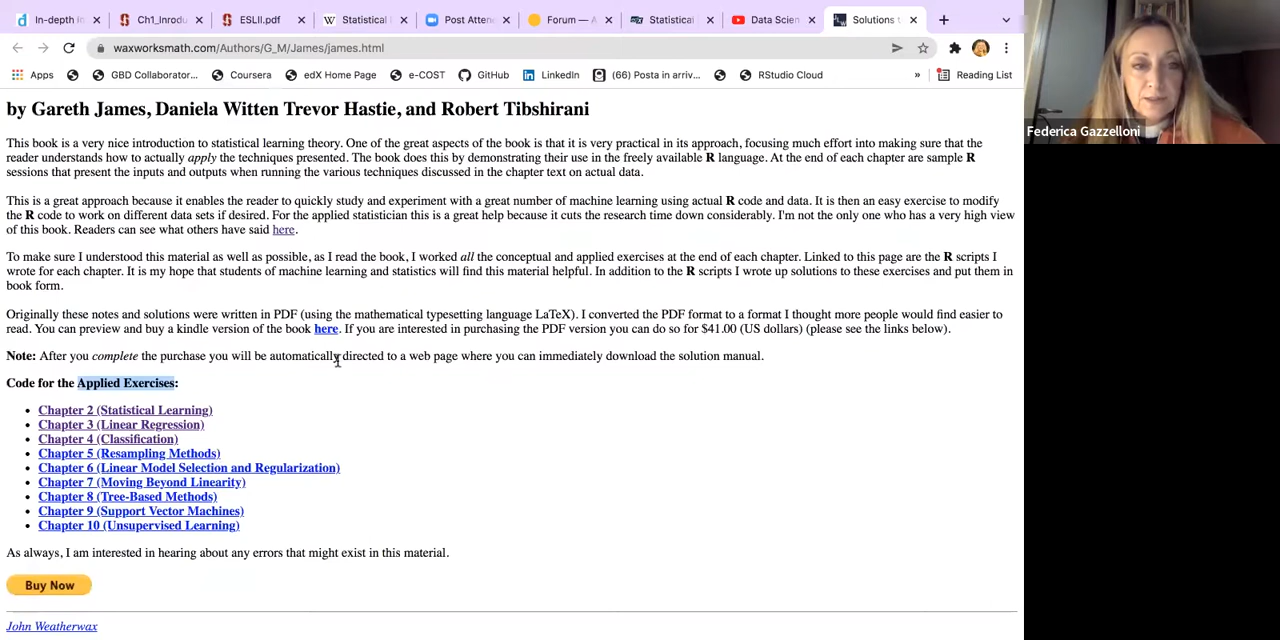 In-depth in
Ch1_Inrodu
ESLII.pdf
Statistical
Post Atten
Forum — A
Statistical
Data Scien
Solutions t
waxworksmath.com/Authors/G_M/James/james.html
Apps
GBD Collaborator...
Coursera
edX Home Page
e-COST
GitHub
LinkedIn
(66) Posta in arriv...
RStudio Cloud
»
Reading List
by Gareth James, Daniela Witten Trevor Hastie, and Robert Tibshirani
This book is a very nice introduction to statistical learning theory. One of the great aspects of the book is that it is very practical in its approach, focusing much effort into making sure that the
reader understands how to actually apply the techniques presented. The book does this by demonstrating their use in the freely available R language. At the end of each chapter are sample R
sessions that present the inputs and outputs when running the various techniques discussed in the chapter text on actual data.
This is a great approach because it enables the reader to quickly study and experiment with a great number of machine learning using actual R code and data. It is then an easy exercise to modify
the R code to work on different data sets if desired. For the applied statistician this is a great help because it cuts the research time down considerably. I'm not the only one who has a very high view
of this book. Readers can see what others have said here.
To make sure I understood this material as well as possible, as I read the book, I worked all the conceptual and applied exercises at the end of each chapter. Linked to this page are the R scripts I
wrote for each chapter. It is my hope that students of machine learning and statistics will find this material helpful. In addition to the R scripts I wrote up solutions to these exercises and put them in
book form.
Originally these notes and solutions were written in PDF (using the mathematical typesetting language LaTeX). I converted the PDF format to a format I thought more people would find easier to
read. You can preview and buy a kindle version of the book here. If you are interested in purchasing the PDF version you can do so for $41.00 (US dollars) (please see the links below).
Note: After you complete the purchase you will be automatically directed to a web page where you can immediately download the solution manual.
Code for the Applied Exercises:
• Chapter 2 (Statistical Learning)
• Chapter 3 (Linear Regression)
• Chapter 4 (Classification)
• Chapter 5 (Resampling Methods)
• Chapter 6 (Linear Model Selection and Regularization)
• Chapter 7 (Moving Beyond Linearity)
• Chapter 8 (Tree-Based Methods)
• Chapter 9 (Support Vector Machines)
• Chapter 10 (Unsupervised Learning)
As always, I am interested in hearing about any errors that might exist in this material.
Buy Now
John Weatherwax
Federica Gazzelloni